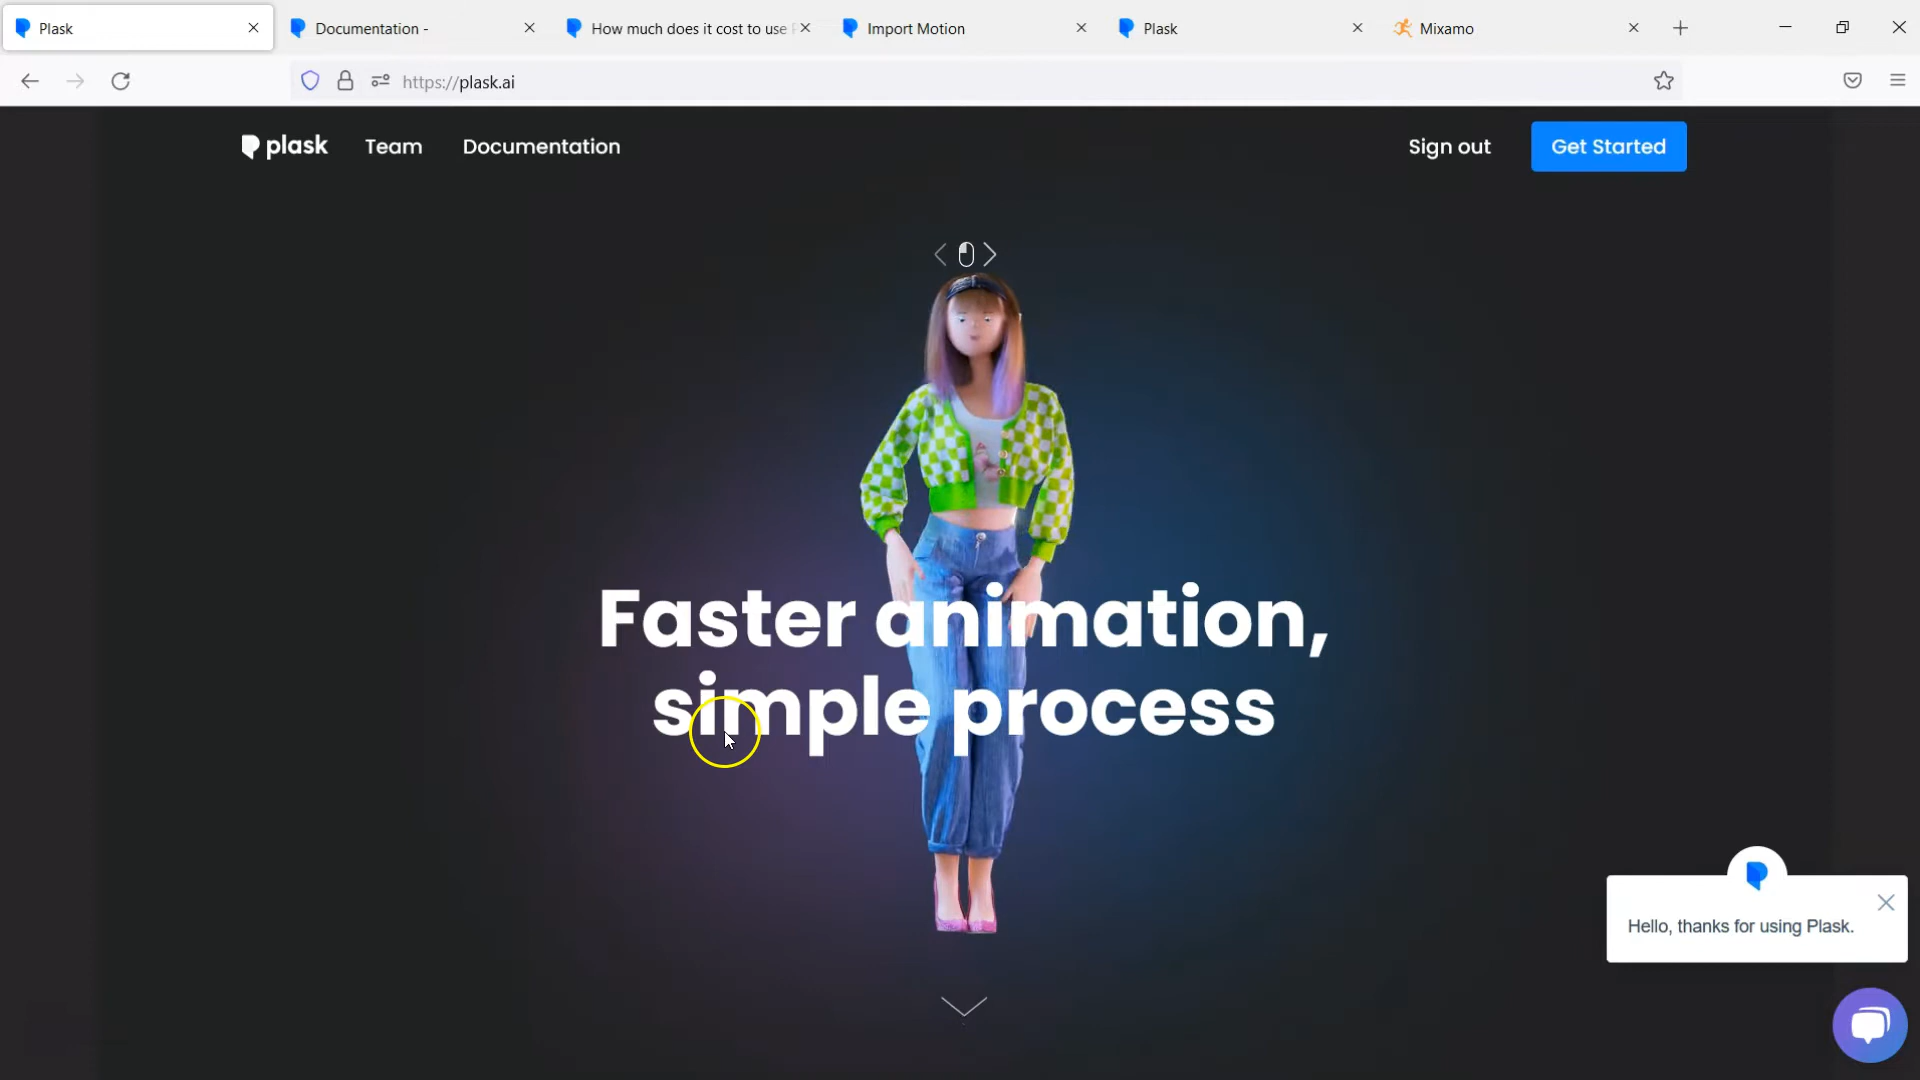 Plask
Documentation -
How much does it cost to use
Import Motion
Plask
Mixamo
https://plask.ai
plask
Team
Documentation
Sign out
Get Started
Faster animation,
simple process
Hello, thanks for using Plask.